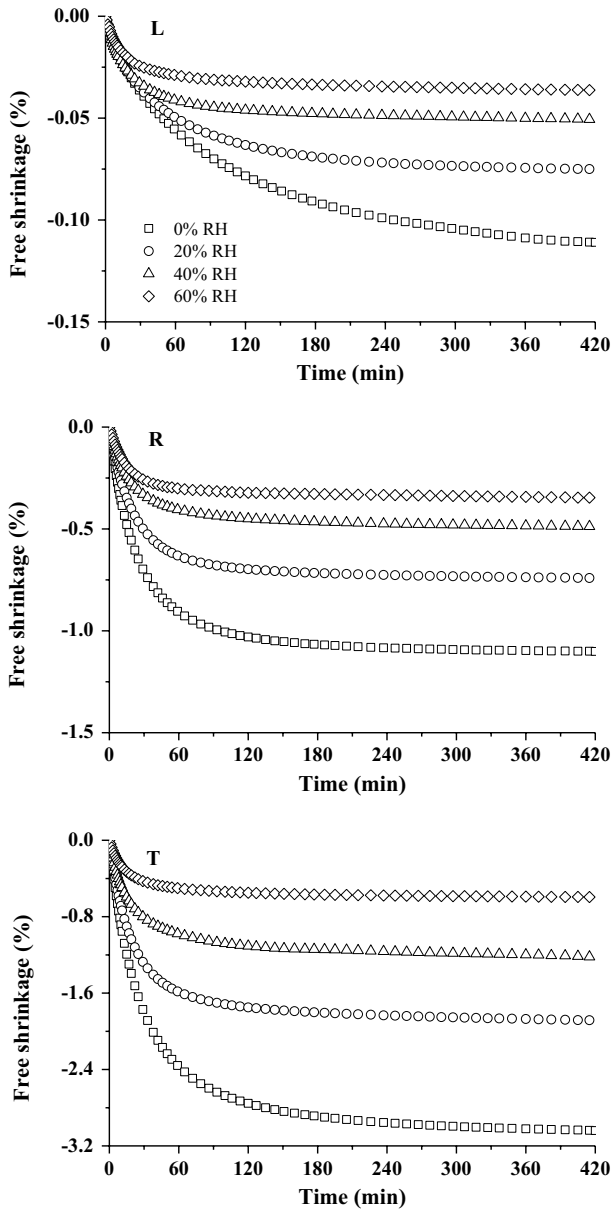 L
0.00
-0.05
-0.10
-0.15
Free shrinkage (%)
0% RH
20% RH
40% RH
60% RH
0 60 120 180 240 300 360 420
Time (min)
R
0.0
-0.5
-1.0
-1.5
Free shrinkage (%)
0 60 120 180 240 300 360 420
Time (min)
T
0.0
-0.8
-1.6
-2.4
-3.2
Free shrinkage (%)
0 60 120 180 240 300 360 420
Time (min)